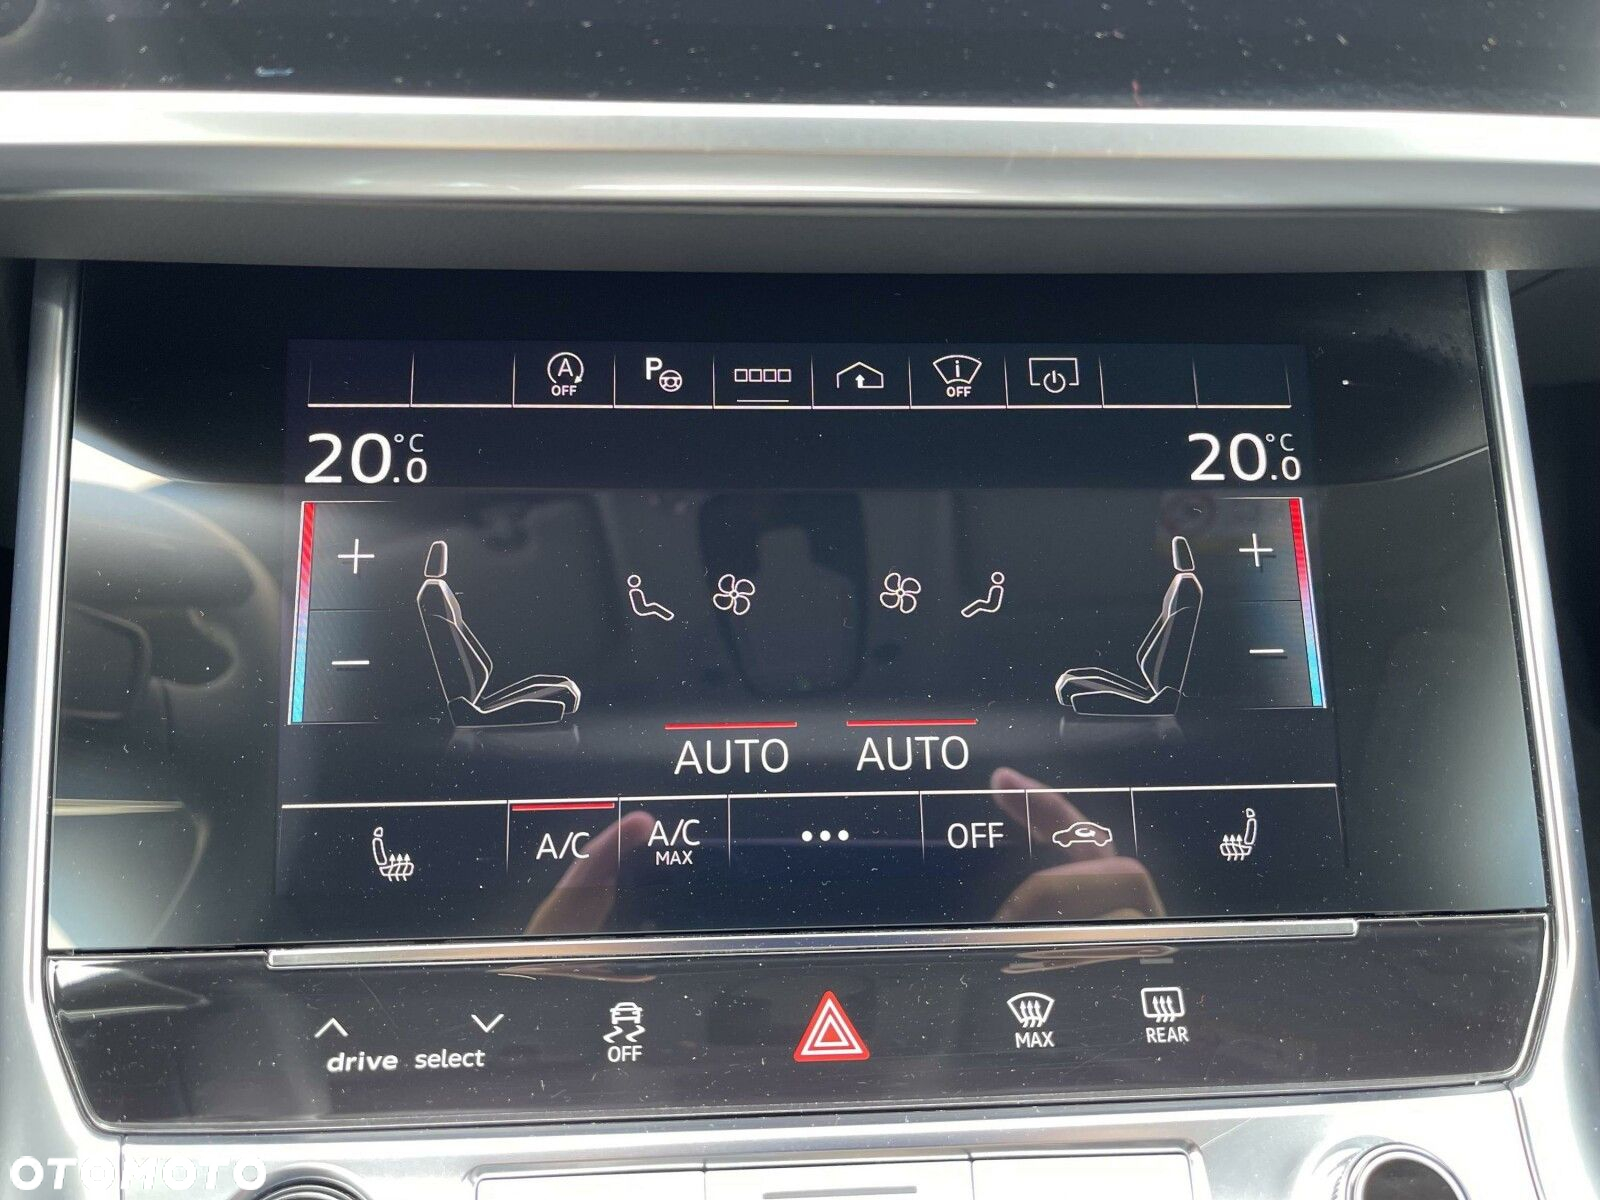 A OFF P i OFF
20.0 °C 20.0 °C
AUTO AUTO
A/C A/C MAX ••• OFF
drive select OFF MAX REAR
OTOMOTO